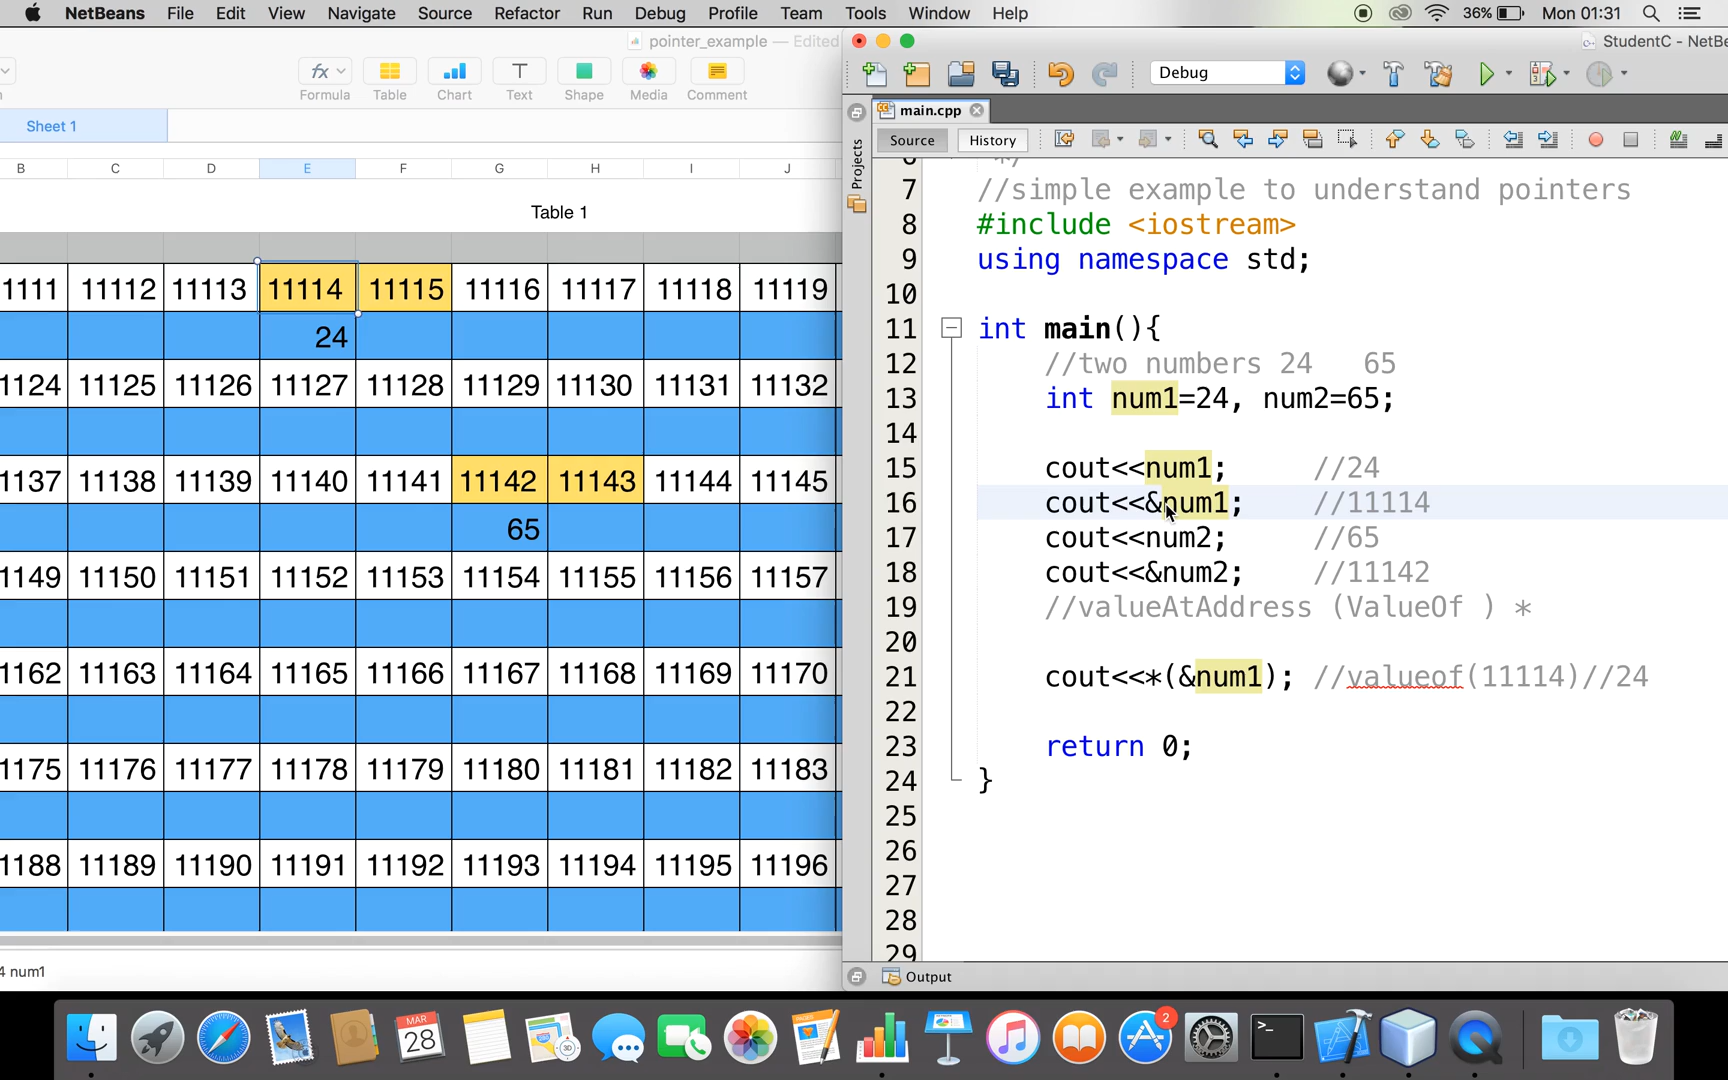 NetBeans File Edit View Navigate Source Refactor Run Debug Profile Team Tools Window Help 36% Mon 01:31
pointer_example — Edited
StudentC - NetBe
fx
T
Formula Table Chart Text Shape Media Comment
Debug
Sheet 1
main.cpp
Source History
Projects
B C D E F G H I J
Table 1
1111 11112 11113 11114 11115 11116 11117 11118 11119
24
1124 11125 11126 11127 11128 11129 11130 11131 11132
1137 11138 11139 11140 11141 11142 11143 11144 11145
65
1149 11150 11151 11152 11153 11154 11155 11156 11157
1162 11163 11164 11165 11166 11167 11168 11169 11170
1175 11176 11177 11178 11179 11180 11181 11182 11183
1188 11189 11190 11191 11192 11193 11194 11195 11196
4 num1
*/
7 //simple example to understand pointers
8 #include <iostream>
9 using namespace std;
10
11 int main(){
12 //two numbers 24 65
13 int num1=24, num2=65;
14
15 cout<<num1; //24
16 cout<<&num1; //11114
17 cout<<num2; //65
18 cout<<&num2; //11142
19 //valueAtAddress (ValueOf ) *
20
21 cout<<*(&num1); //valueof(11114)//24
22
23 return 0;
24 }
25
26
27
28
29
Output
MAR
28
2
>_